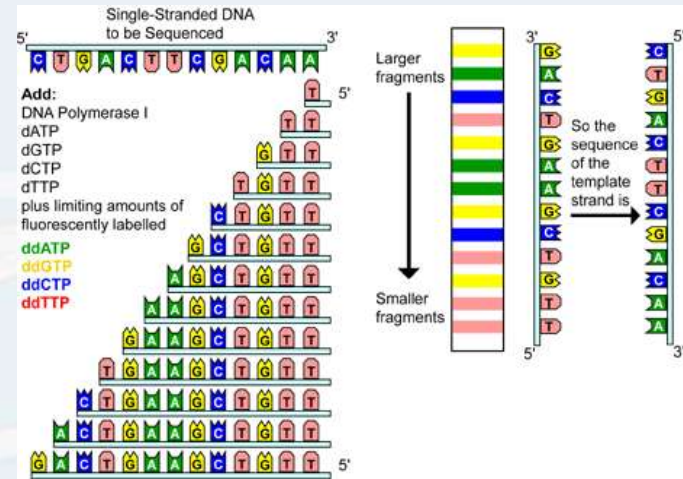 Single-Stranded DNA
to be Sequenced
5'
3'
C T G A C T T C G A C A A
Add:
DNA Polymerase I
dATP
dGTP
dCTP
dTTP
plus limiting amounts of
fluorescently labelled
ddATP
ddGTP
ddCTP
ddTTP
T 5'
T T
G T T
T G T T
C T G T T
G C T G T T
A G C T G T T
A A G C T G T T
G A A G C T G T T
T G A A G C T G T T
C T G A A G C T G T T
A C T G A A G C T G T T
G A C T G A A G C T G T T 5'
Larger
fragments
Smaller
fragments
3'
G
A
C
T
G
A
A
G
C
T
G
T
T
5'
So the
sequence
of the
template
strand is
5'
C
T
G
A
C
T
T
C
G
A
C
A
A
3'